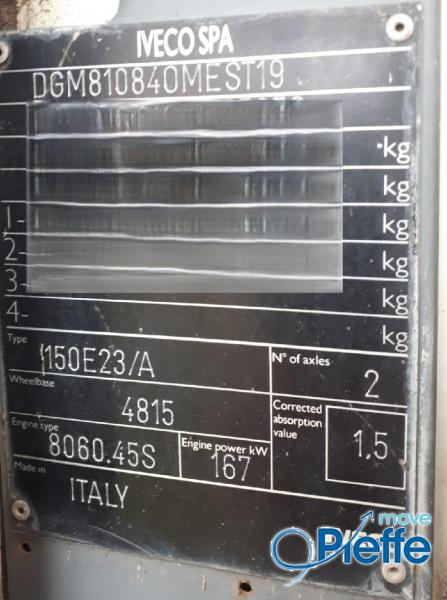 IVECO SPA
DGM810840MEST19
kg
kg
1- kg
2- kg
3- kg
4- kg
Type 150E23/A
N° of axles 2
Wheelbase 4815
Corrected absorption value 1.5
Engine type 8060.45S
Engine power kW 167
Made in ITALY
move
Pieffe